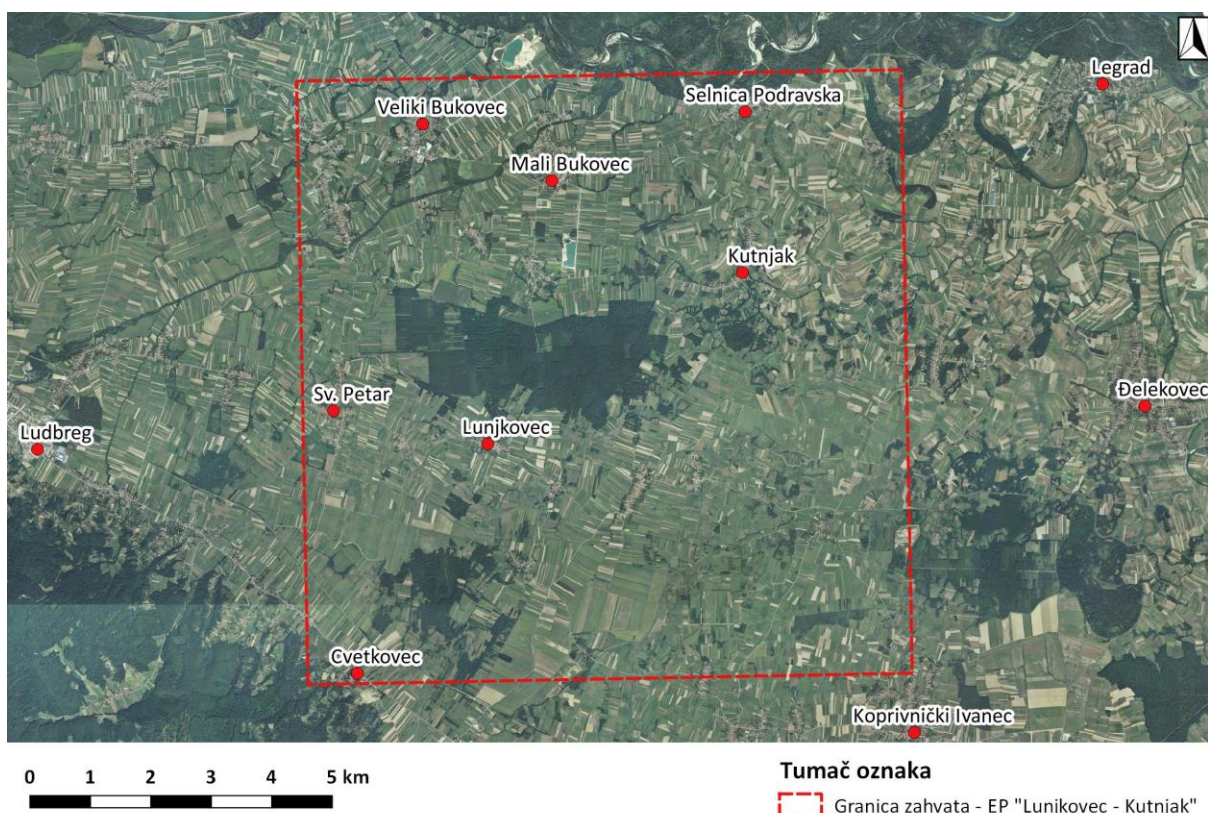 Legrad
Selnica Podravska
Veliki Bukovec
Mali Bukovec
Kutnjak
Sv. Petar
Đelekovec
Lunjkovec
Ludbreg
Cvetkovec
Koprivnički Ivanec
0 1 2 3 4 5 km
Tumač oznaka
Granica zahvata - EP "Lunjkovec - Kutnjak"